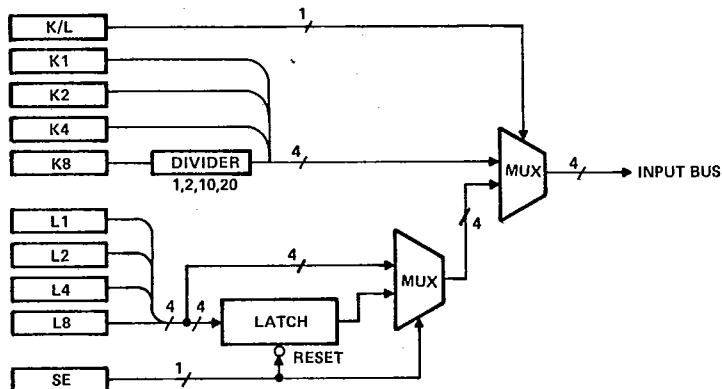 K/L
1
K1
K2
K4
K8
DIVIDER
4
1,2,10,20
MUX
4
INPUT BUS
4
L1
L2
L4
L8
4
4
4
MUX
LATCH
RESET
SE
1